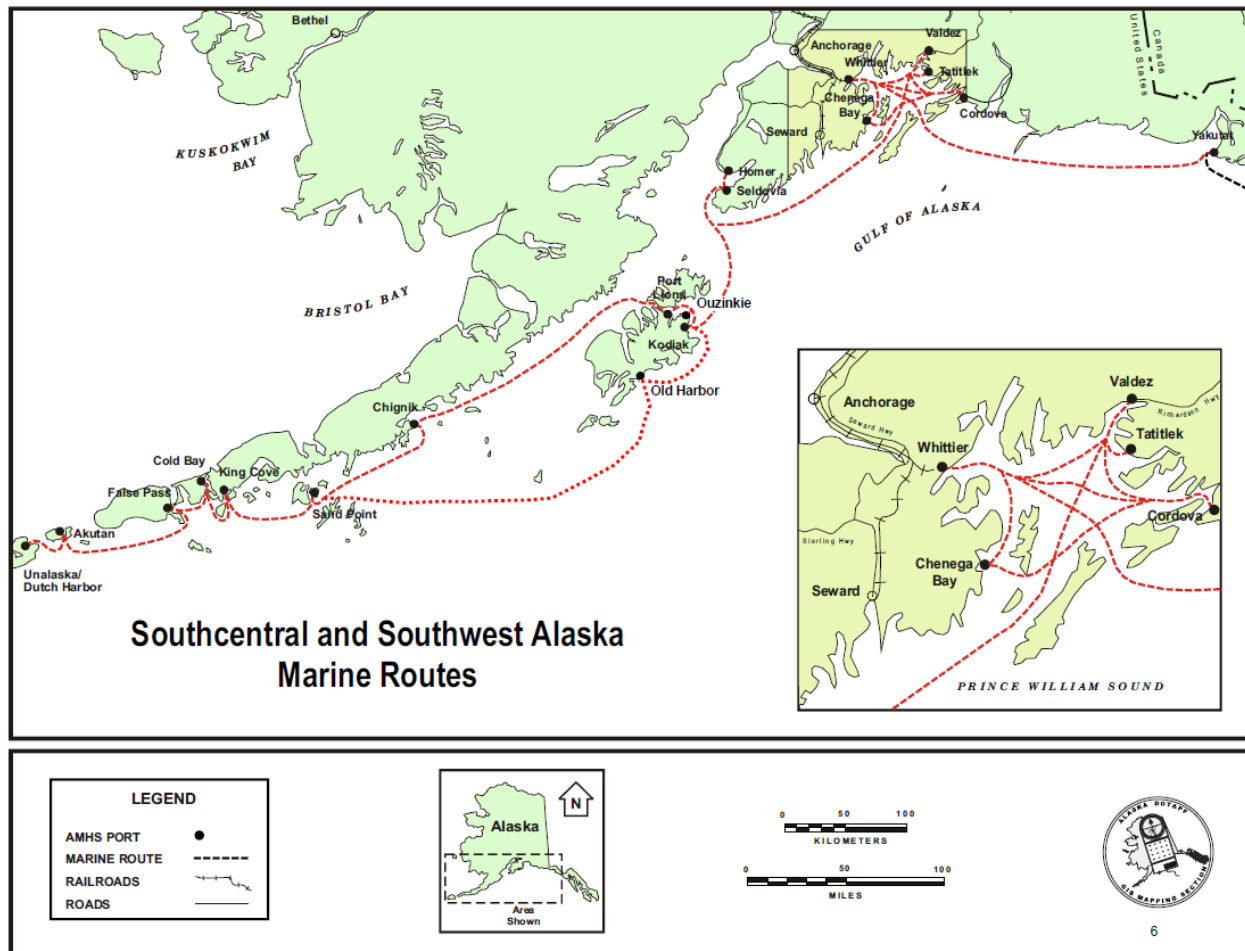 Bethel
Anchorage
Whittier
Valdez
Tatitlek
Chenega
Bay
Cordova
Seward
Canada
United States
Yakutat
KUSKOKWIM
BAY
Homer
Seldovia
GULF OF ALASKA
BRISTOL BAY
Port
Lions
Ouzinkie
Kodiak
Old Harbor
Chignik
Cold Bay
King Cove
False Pass
Sand Point
Akutan
Unalaska/
Dutch Harbor
Southcentral and Southwest Alaska
Marine Routes
Valdez
Richardson Hwy
Anchorage
Seward Hwy
Tatitlek
Whittier
Cordova
Sterling Hwy
Chenega
Bay
Seward
PRINCE WILLIAM SOUND
LEGEND
AMHS PORT
MARINE ROUTE
RAILROADS
ROADS
N
Alaska
Area
Shown
0 50 100
KILOMETERS
0 50 100
MILES
ALASKA DOT&PF
GIS MAPPING SECTION
6